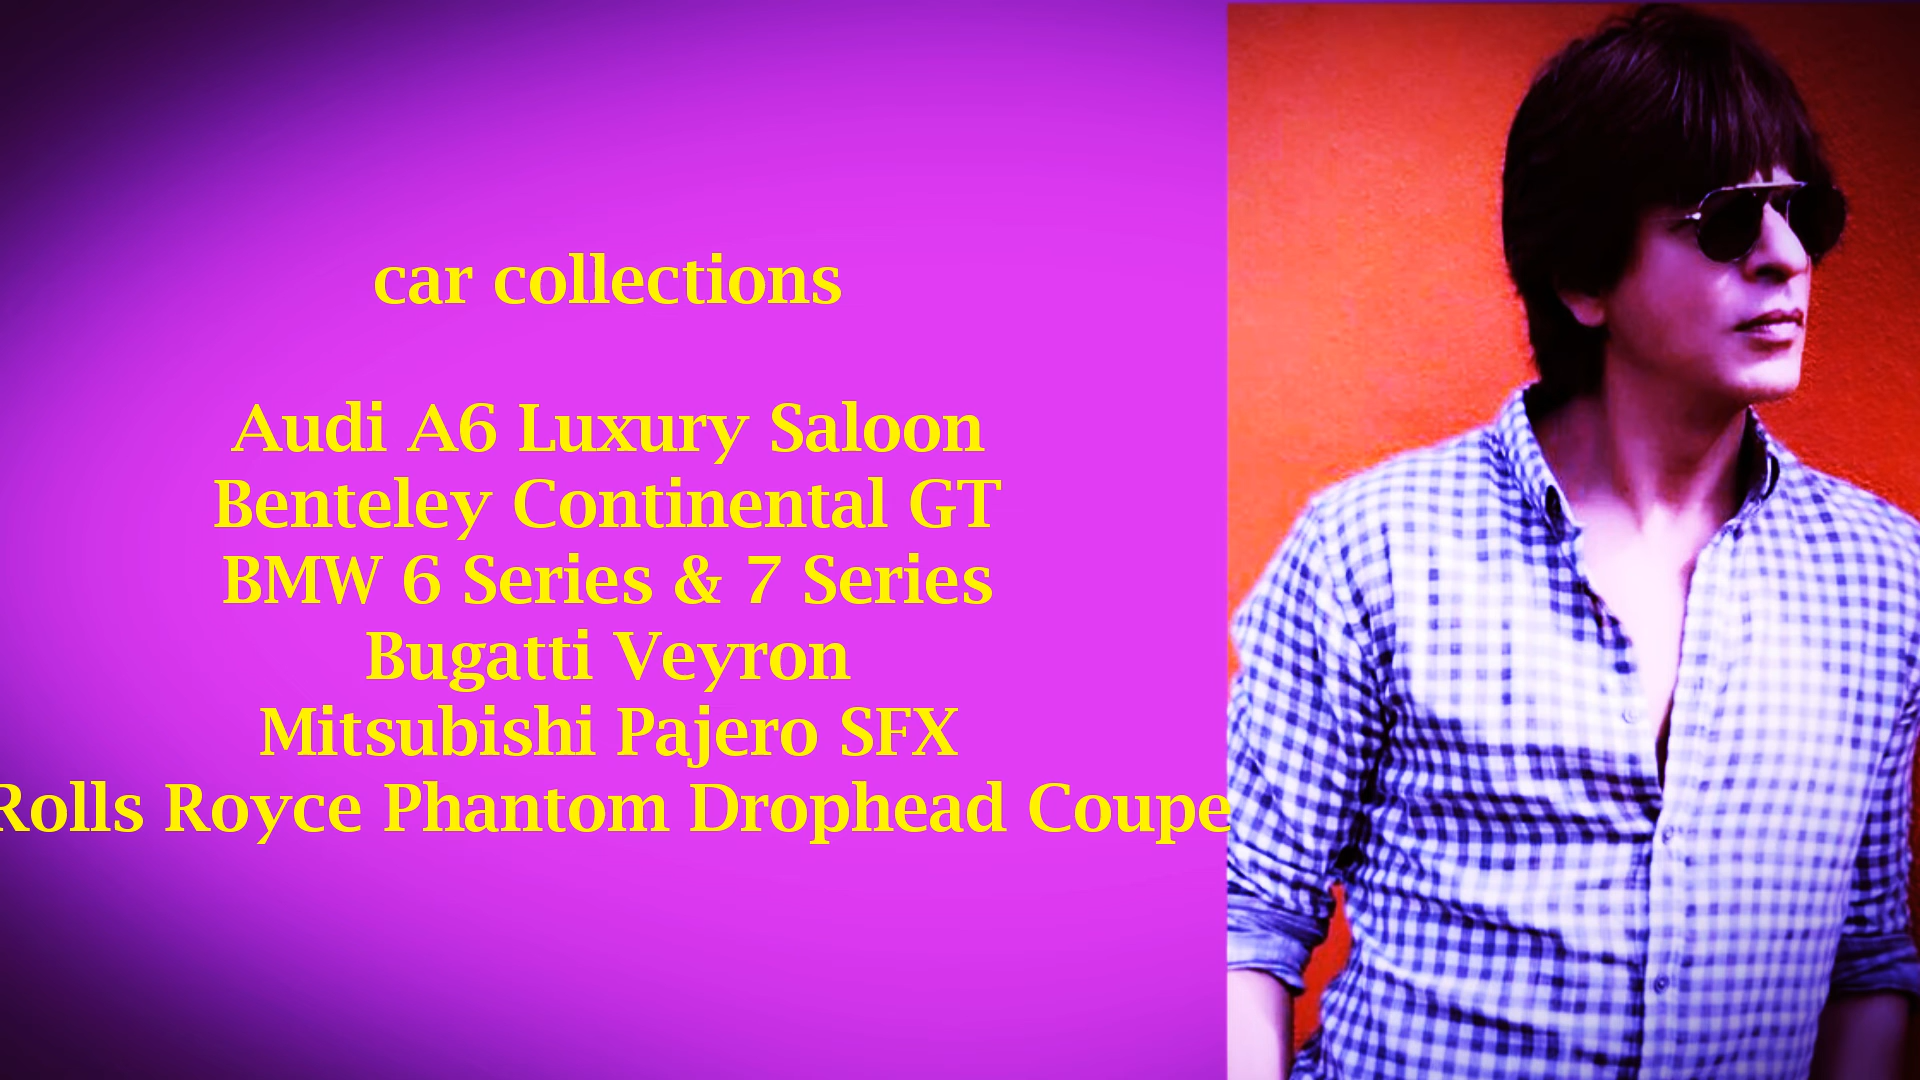 car collections
Audi A6 Luxury Saloon
Benteley Continental GT
BMW 6 Series & 7 Series
Bugatti Veyron
Mitsubishi Pajero SFX
Rolls Royce Phantom Drophead Coupe